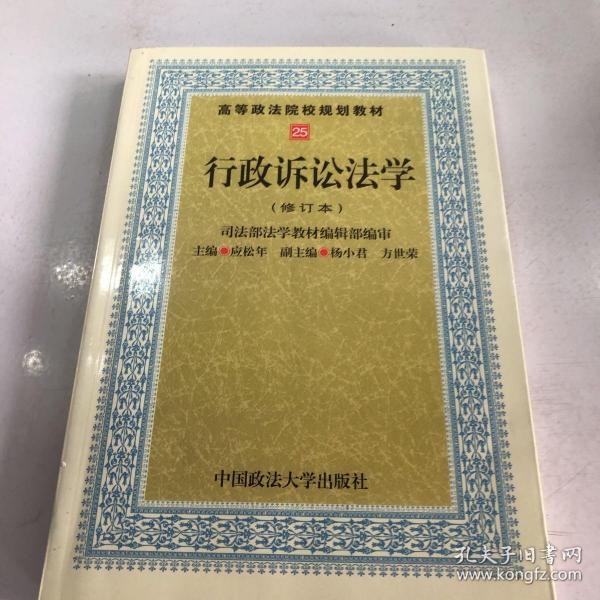 高等政法院校规划教材
25
行政诉讼法学
(修订本)
司法部法学教材编辑部编审
主编 应松年 副主编 杨小君 方世荣
中国政法大学出版社
孔夫子旧书网
www.kongfz.com